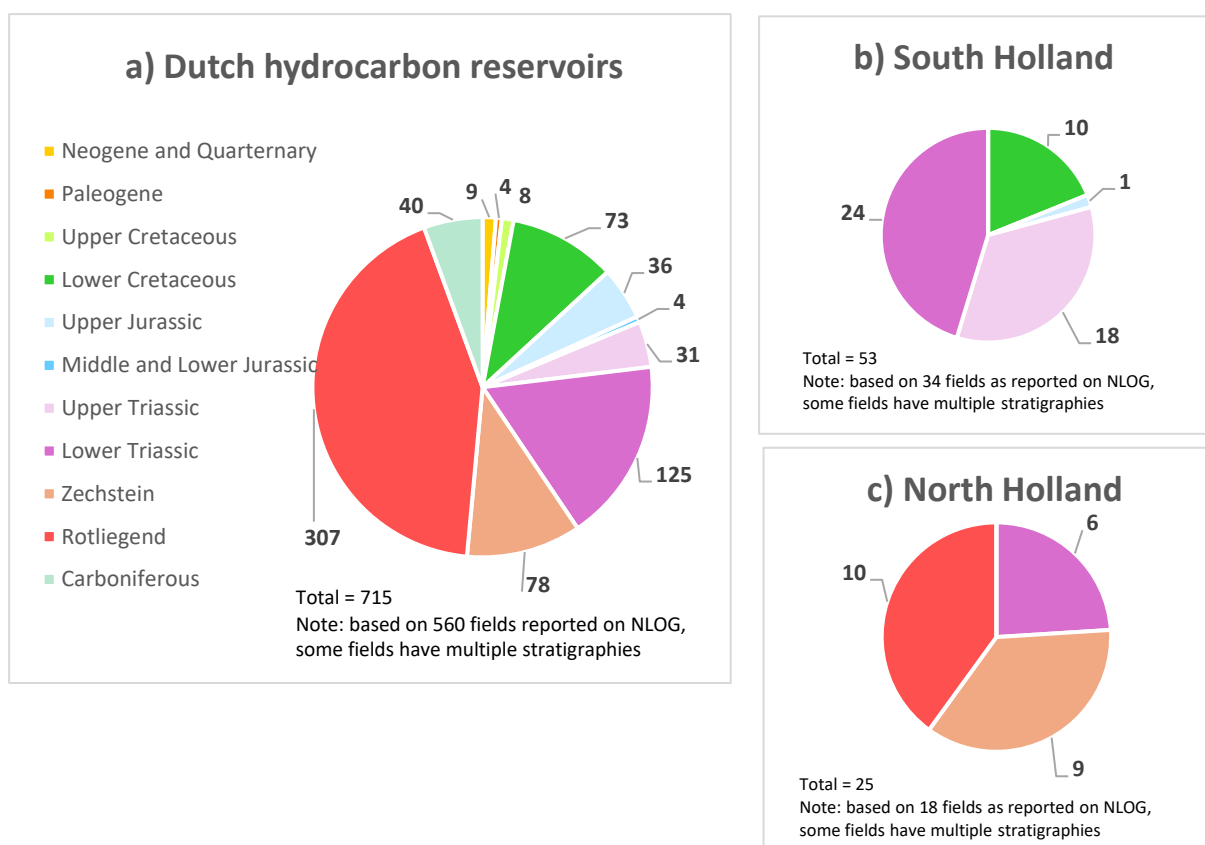 a) Dutch hydrocarbon reservoirs
Neogene and Quarternary
Paleogene
Upper Cretaceous
Lower Cretaceous
Upper Jurassic
Middle and Lower Jurassic
Upper Triassic
Lower Triassic
Zechstein
Rotliegend
Carboniferous
9
4
8
73
36
4
31
125
78
307
40
Total = 715
Note: based on 560 fields reported on NLOG,
some fields have multiple stratigraphies
b) South Holland
10
1
18
24
Total = 53
Note: based on 34 fields as reported on NLOG,
some fields have multiple stratigraphies
c) North Holland
6
9
10
Total = 25
Note: based on 18 fields as reported on NLOG,
some fields have multiple stratigraphies